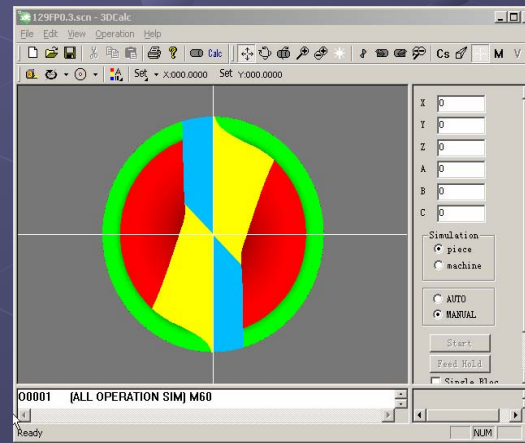 129FP0.3.scn - 3DCalc
File Edit View Operation Help
Calc Cs M V
Set X:000.0000 Set Y:000.0000
X 0
Y 0
Z 0
A 0
B 0
C 0
Simulation
piece
machine
AUTO
MANUAL
Start
Feed Hold
Single Bloc
O0001 (ALL OPERATION SIM) M60
Ready NUM